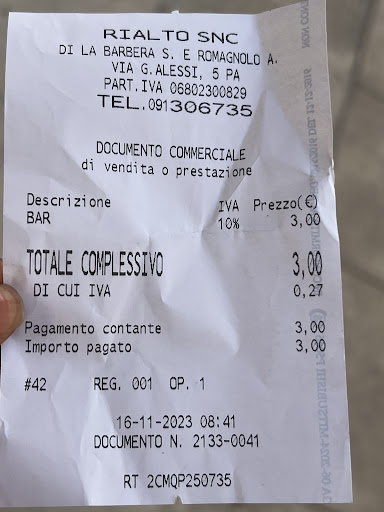 RIALTO SNC
DI LA BARBERA S. E ROMAGNOLO A.
VIA G.ALESSI, 5 PA
PART.IVA 06802300829
TEL.091306735
DOCUMENTO COMMERCIALE
di vendita o prestazione
Descrizione IVA Prezzo(€)
BAR 10% 3,00
TOTALE COMPLESSIVO 3,00
DI CUI IVA 0,27
Pagamento contante 3,00
Importo pagato 3,00
#42 REG. 001 OP. 1
16-11-2023 08:41
DOCUMENTO N. 2133-0041
RT 2CMQP250735